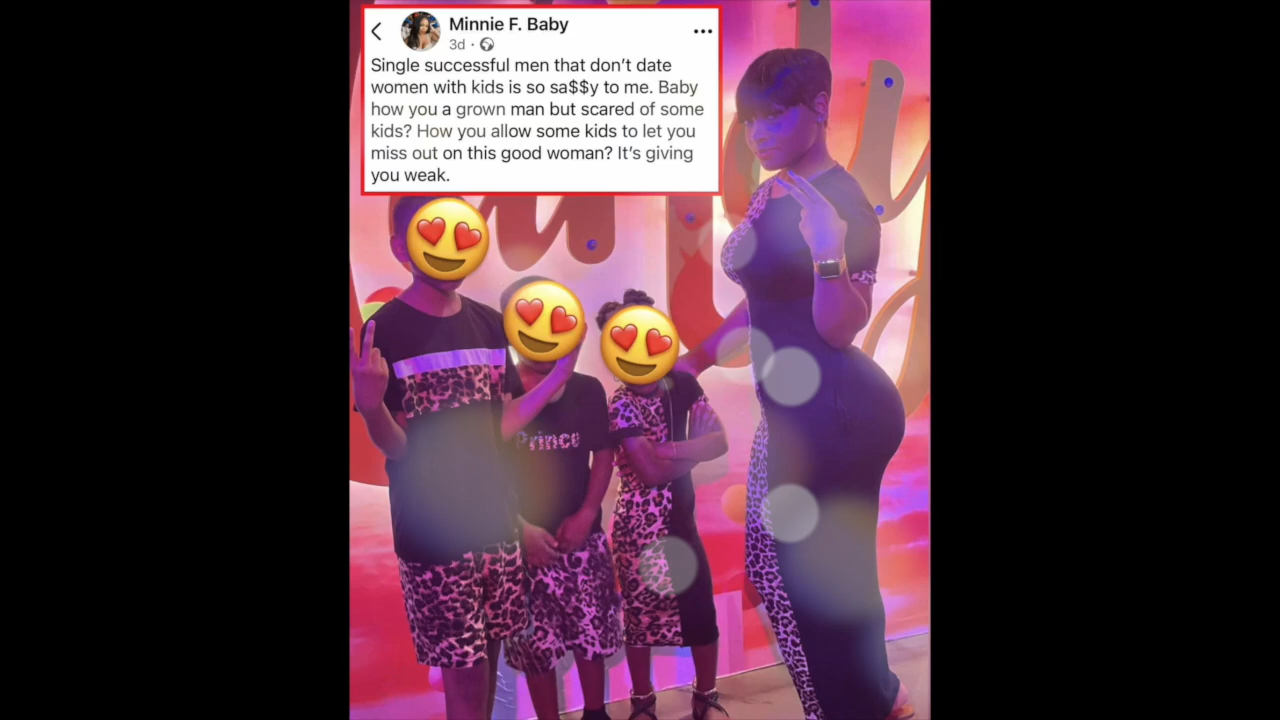 Minnie F. Baby
3d ·
Single successful men that don’t date
women with kids is so sa$$y to me. Baby
how you a grown man but scared of some
kids? How you allow some kids to let you
miss out on this good woman? It’s giving
you weak.
Prince